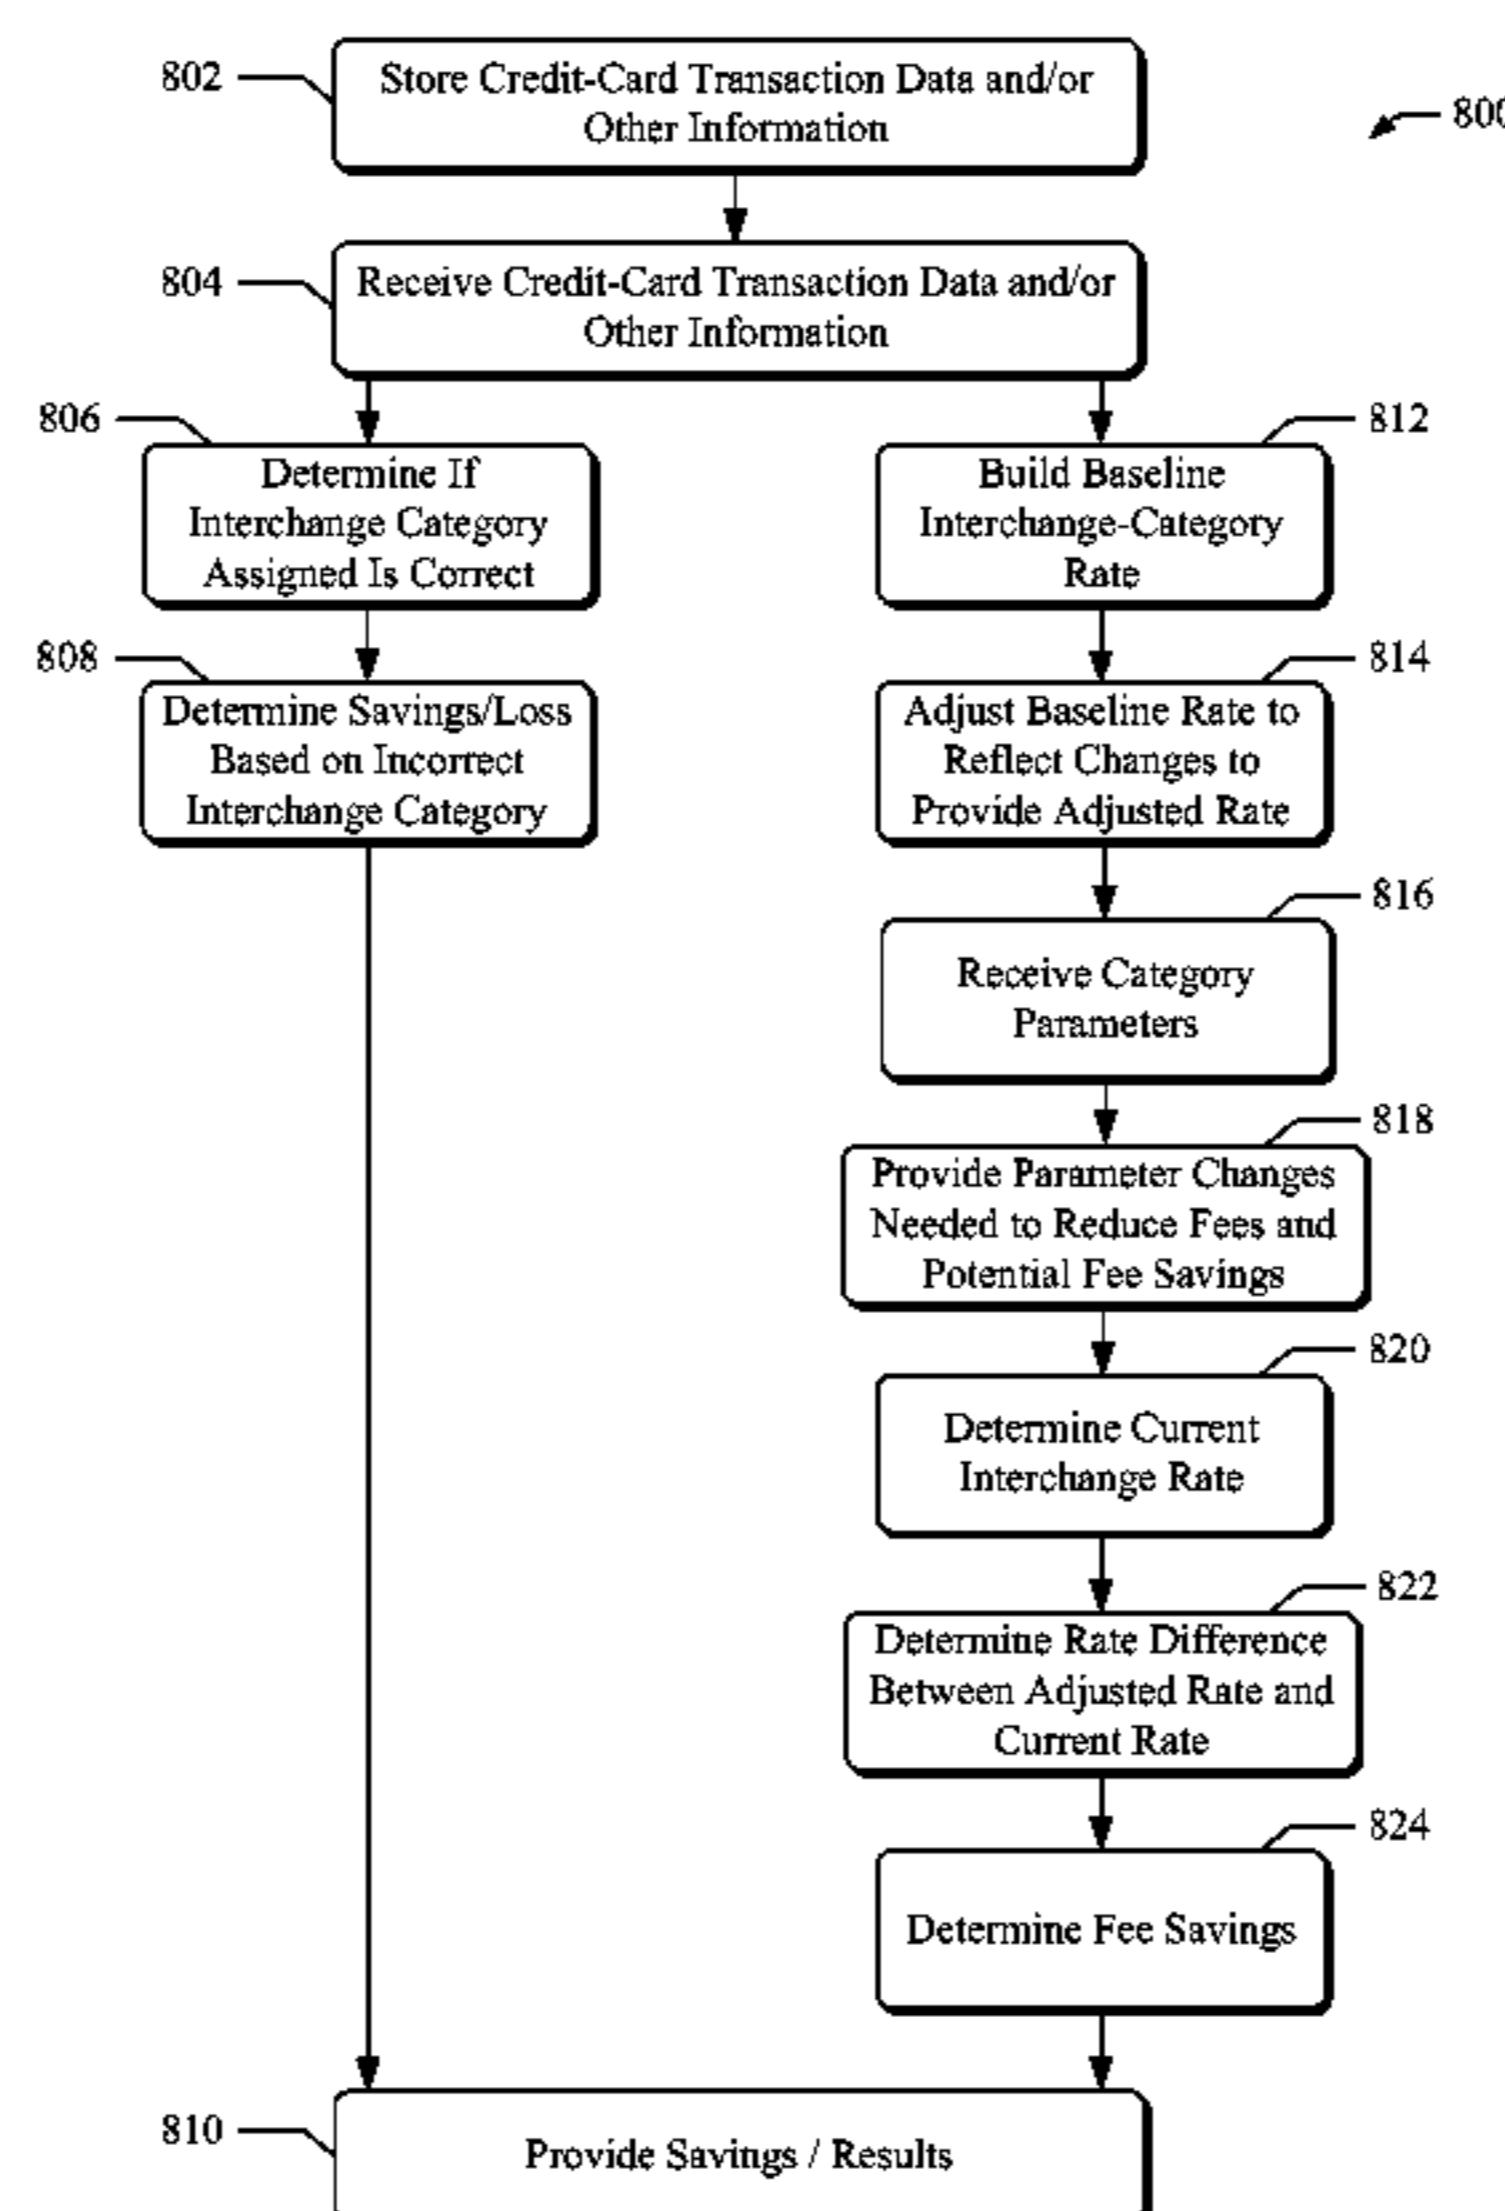 802
Store Credit-Card Transaction Data and/or
Other Information
800
804
Receive Credit-Card Transaction Data and/or
Other Information
806
Determine If
Interchange Category
Assigned Is Correct
808
Determine Savings/Loss
Based on Incorrect
Interchange Category
812
Build Baseline
Interchange-Category
Rate
814
Adjust Baseline Rate to
Reflect Changes to
Provide Adjusted Rate
816
Receive Category
Parameters
818
Provide Parameter Changes
Needed to Reduce Fees and
Potential Fee Savings
820
Determine Current
Interchange Rate
822
Determine Rate Difference
Between Adjusted Rate and
Current Rate
824
Determine Fee Savings
810
Provide Savings / Results